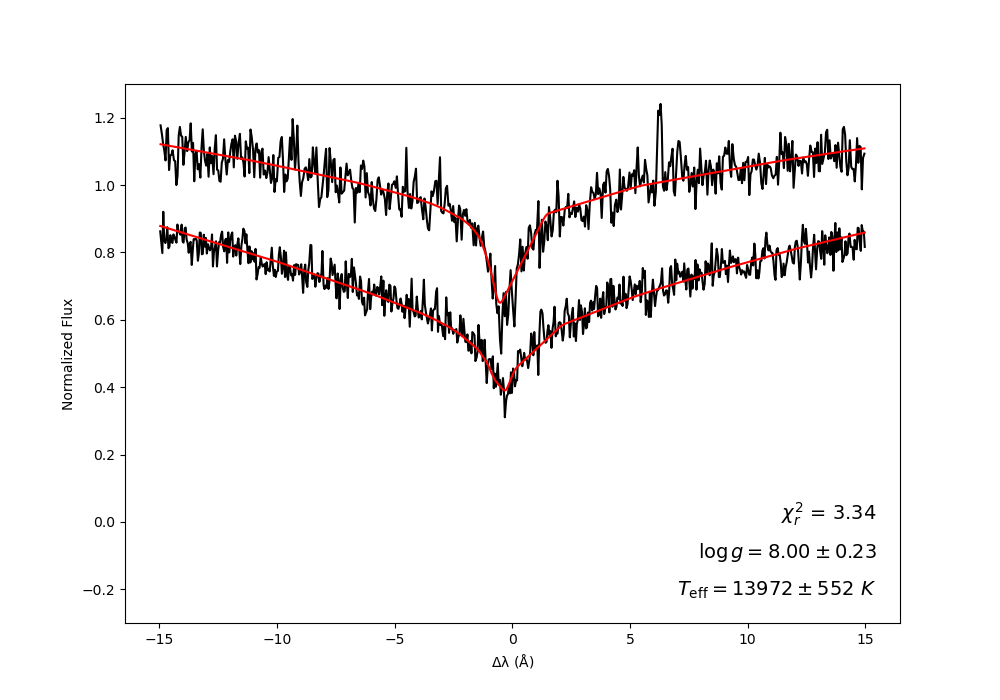 1.2
1.0
0.8
0.6
0.4
0.2
0.0
−0.2
Normalized Flux
χ²ᵣ = 3.34
log g = 8.00 ± 0.23
T_eff = 13972 ± 552 K
−15 −10 −5 0 5 10 15
Δλ (Å)